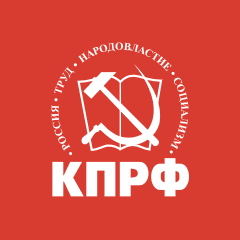 • РОССИЯ • ТРУД • НАРОДОВЛАСТИЕ • СОЦИАЛИЗМ •
КПРФ